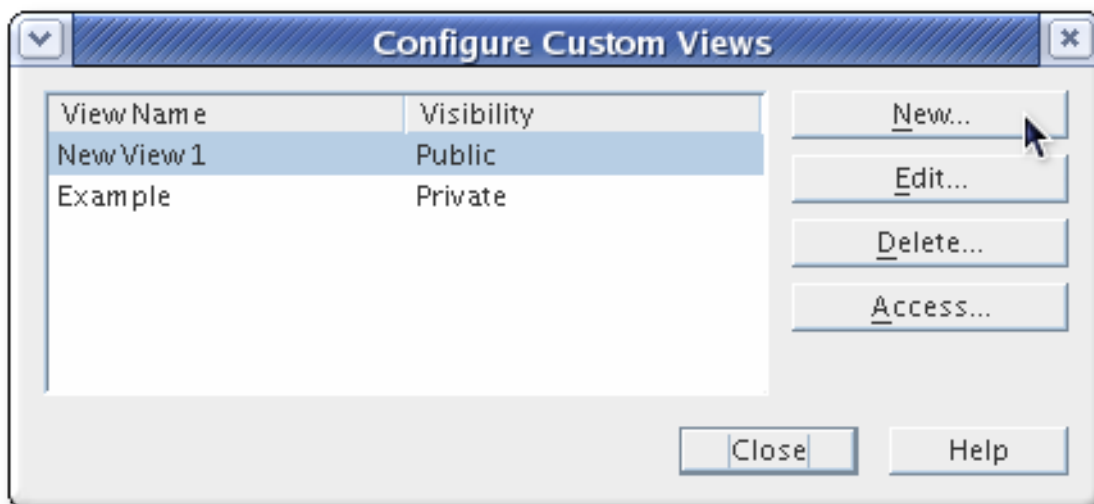 Configure Custom Views
View Name Visibility
New View 1 Public
Example Private
New...
Edit...
Delete...
Access...
Close Help